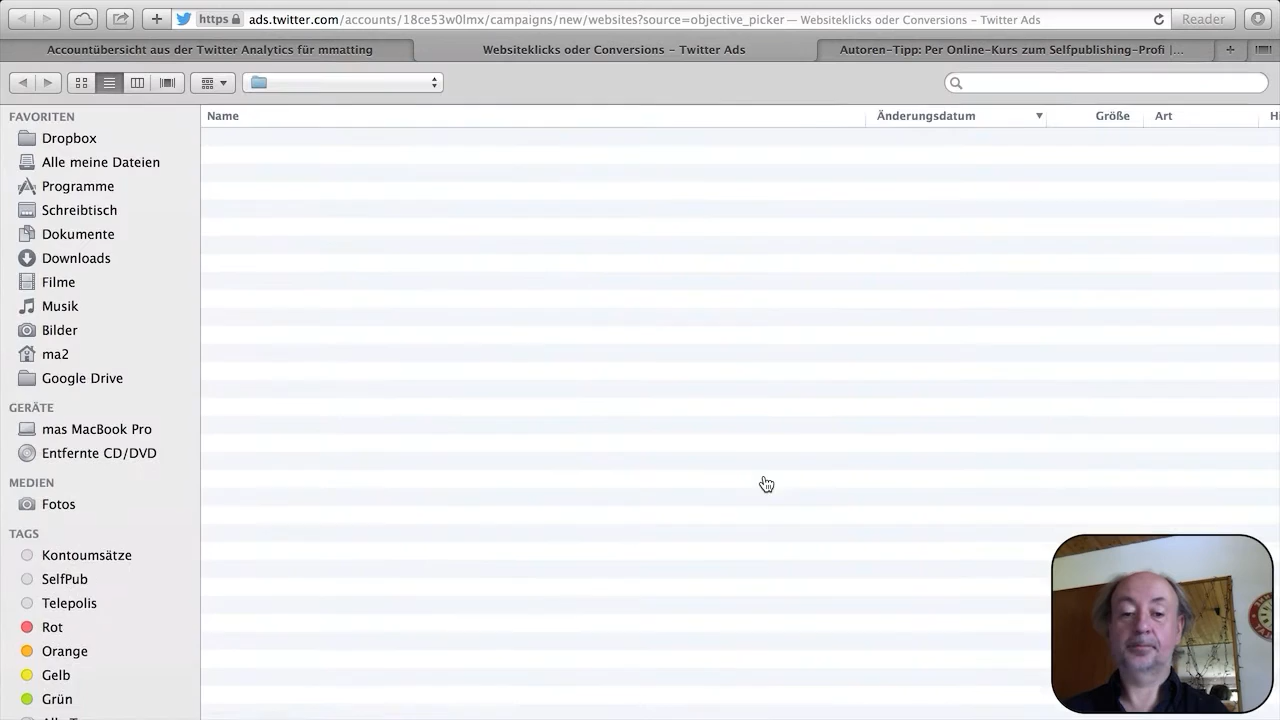 https ads.twitter.com/accounts/18ce53w0lmx/campaigns/new/websites?source=objective_picker — Websiteklicks oder Conversions – Twitter Ads Reader
Accountübersicht aus der Twitter Analytics für mmatting
Websiteklicks oder Conversions – Twitter Ads
Autoren-Tipp: Per Online-Kurs zum Selfpublishing-Profi |...
Name
Änderungsdatum
Größe
Art
FAVORITEN
Dropbox
Alle meine Dateien
Programme
Schreibtisch
Dokumente
Downloads
Filme
Musik
Bilder
ma2
Google Drive
GERÄTE
mas MacBook Pro
Entfernte CD/DVD
MEDIEN
Fotos
TAGS
Kontoumsätze
SelfPub
Telepolis
Rot
Orange
Gelb
Grün